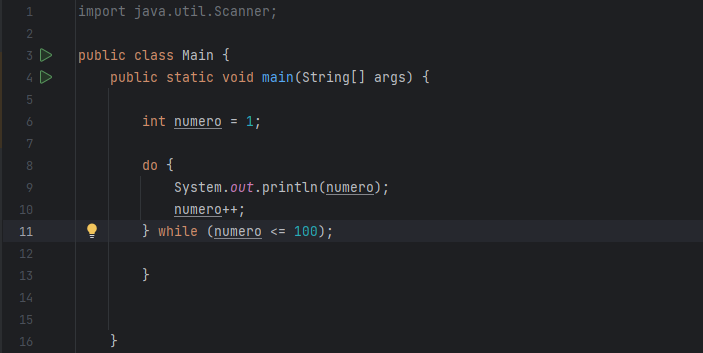 1 import java.util.Scanner;
2
3 public class Main {
4 public static void main(String[] args) {
5
6 int numero = 1;
7
8 do {
9 System.out.println(numero);
10 numero++;
11 } while (numero <= 100);
12
13 }
14
15
16 }